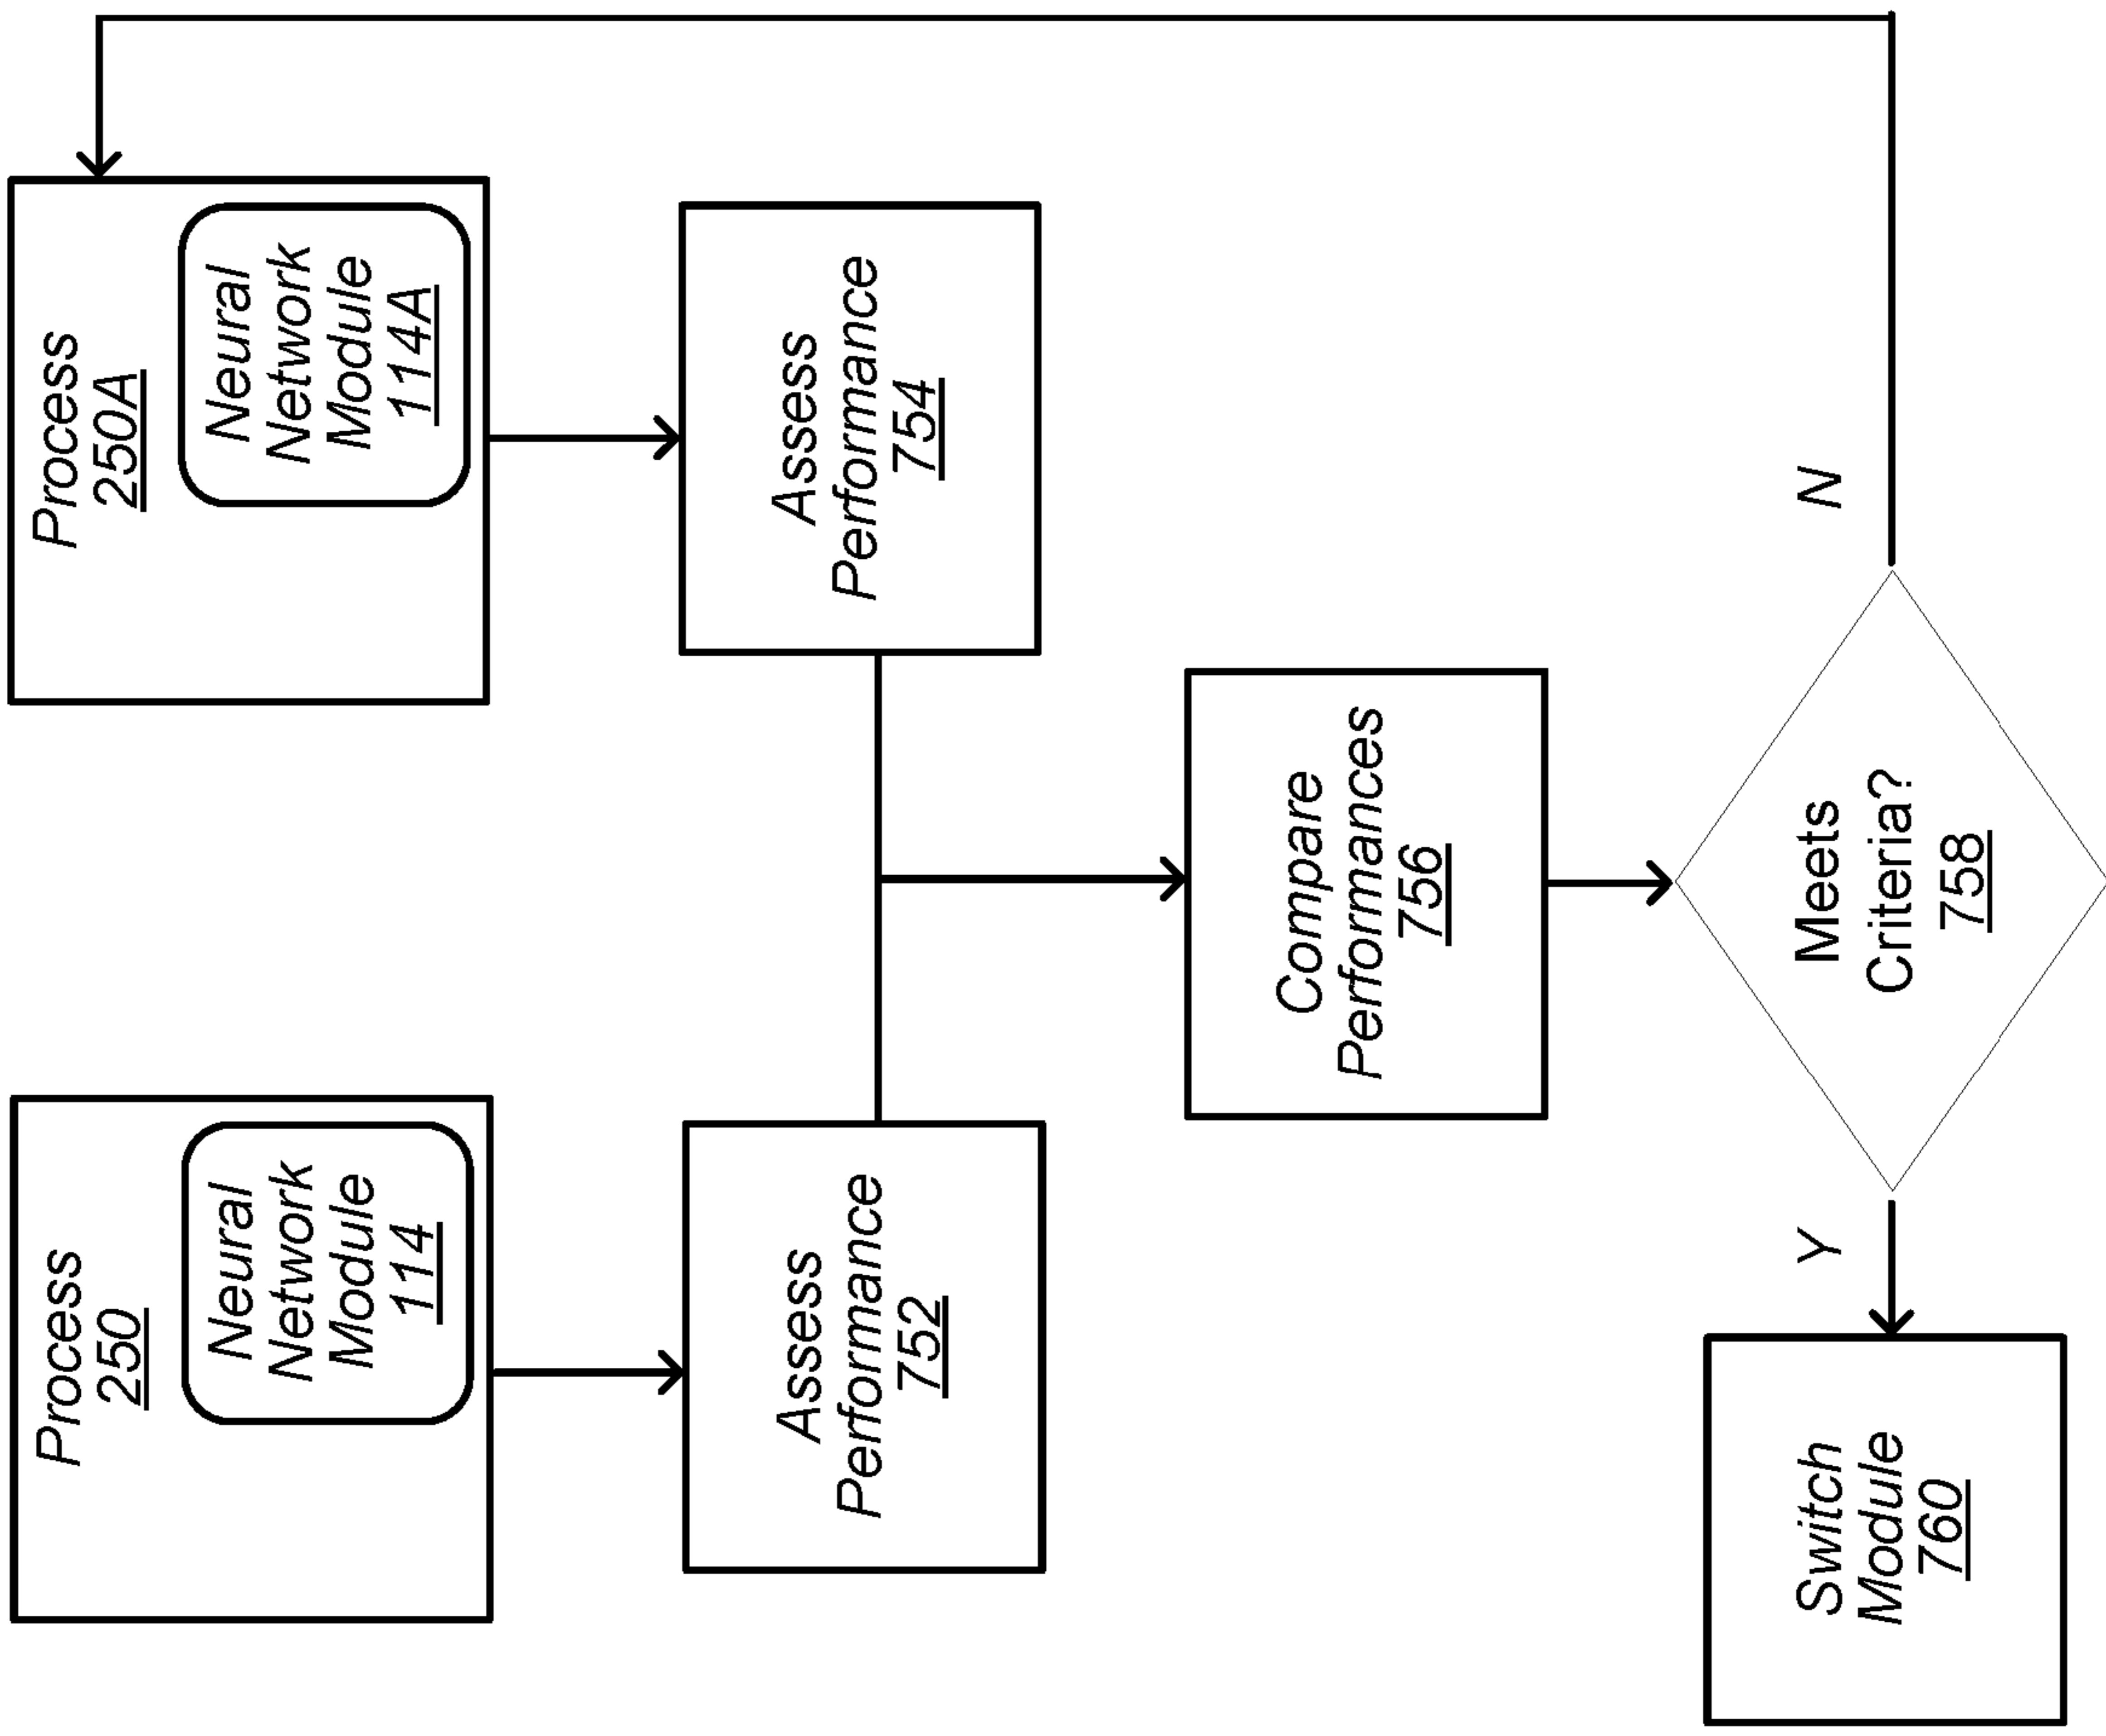 Process
250
Neural
Network
Module
114
Process
250A
Neural
Network
Module
114A
Assess
Performance
752
Assess
Performance
754
Compare
Performances
756
Meets
Criteria?
758
Y
N
Switch
Module
760